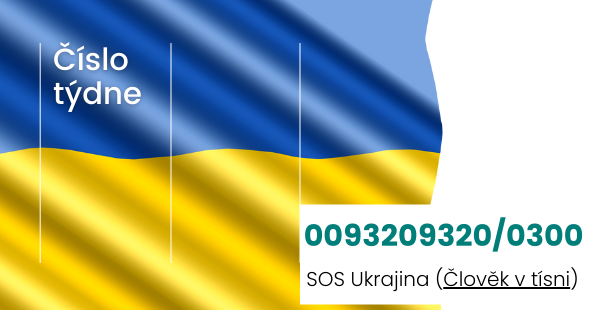 Číslo
týdne
0093209320/0300
SOS Ukrajina (Člověk v tísni)